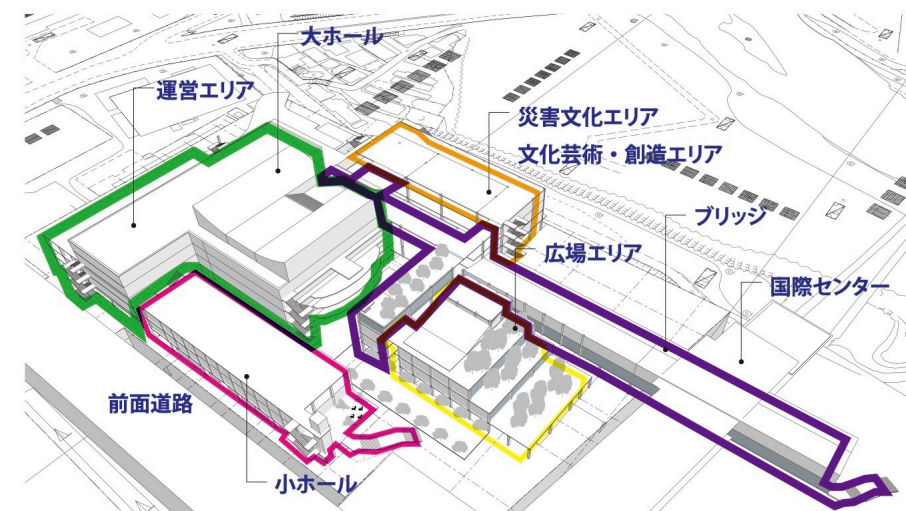 大ホール
運営エリア
災害文化エリア
文化芸術・創造エリア
ブリッジ
広場エリア
国際センター
前面道路
小ホール